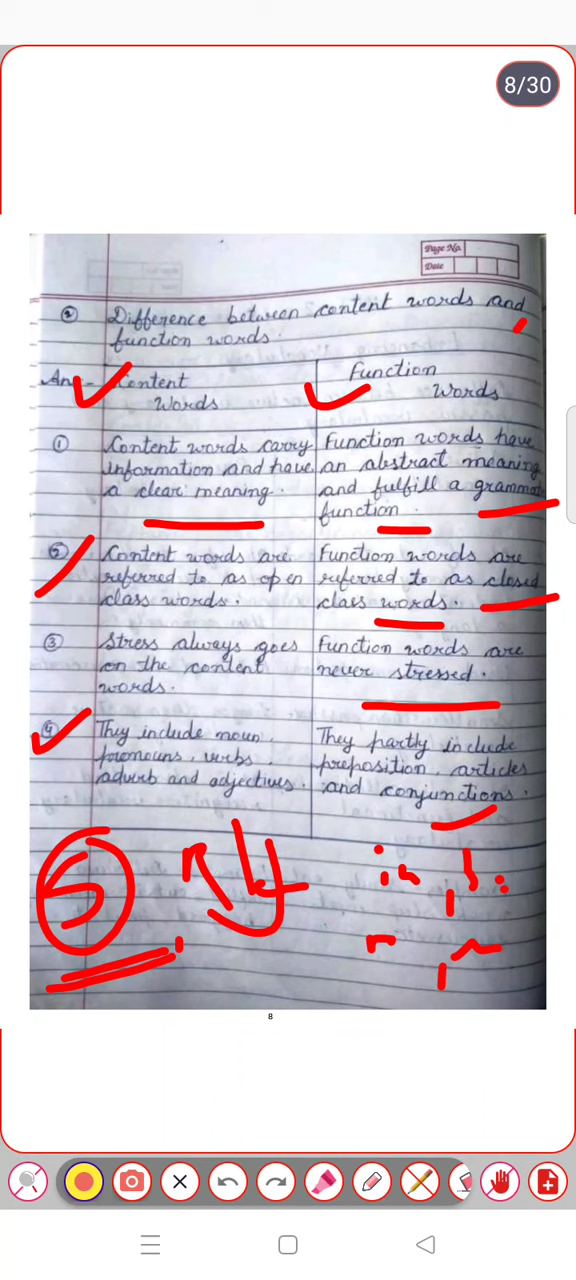 8/30
Page No.
Date
② Difference between content words and
function words.
Ans- Content Words
Function Words
① Content words carry
information and have
a clear meaning.
Function words have
an abstract meaning
and fulfill a grammat
function.
② Content words are
referred to as open
class words.
Function words are
referred to as closed
class words.
③ Stress always goes
on the content
words.
Function words are
never stressed.
④ They include noun,
pronouns, verbs,
adverb and adjectives.
They partly include
preposition, articles
and conjunctions.
5
8